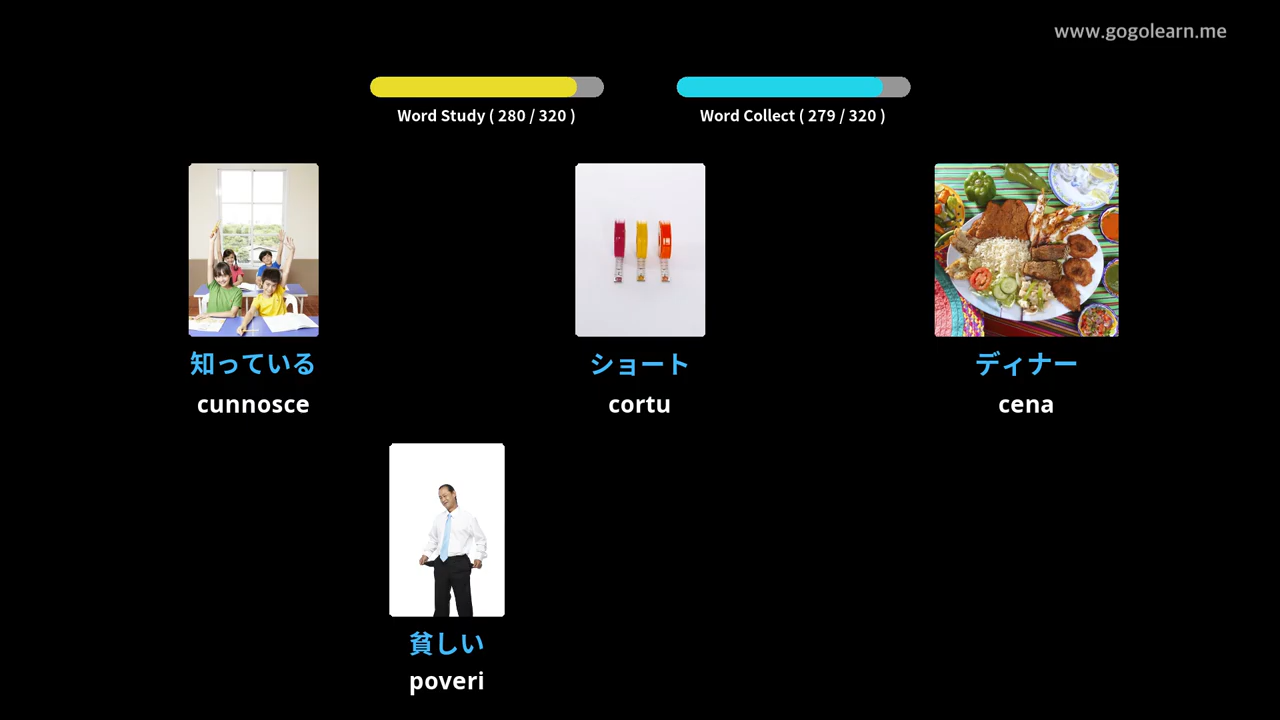 www.gogolearn.me
Word Study ( 280 / 320 )
Word Collect ( 279 / 320 )
知っている
cunnosce
ショート
cortu
ディナー
cena
貧しい
poveri